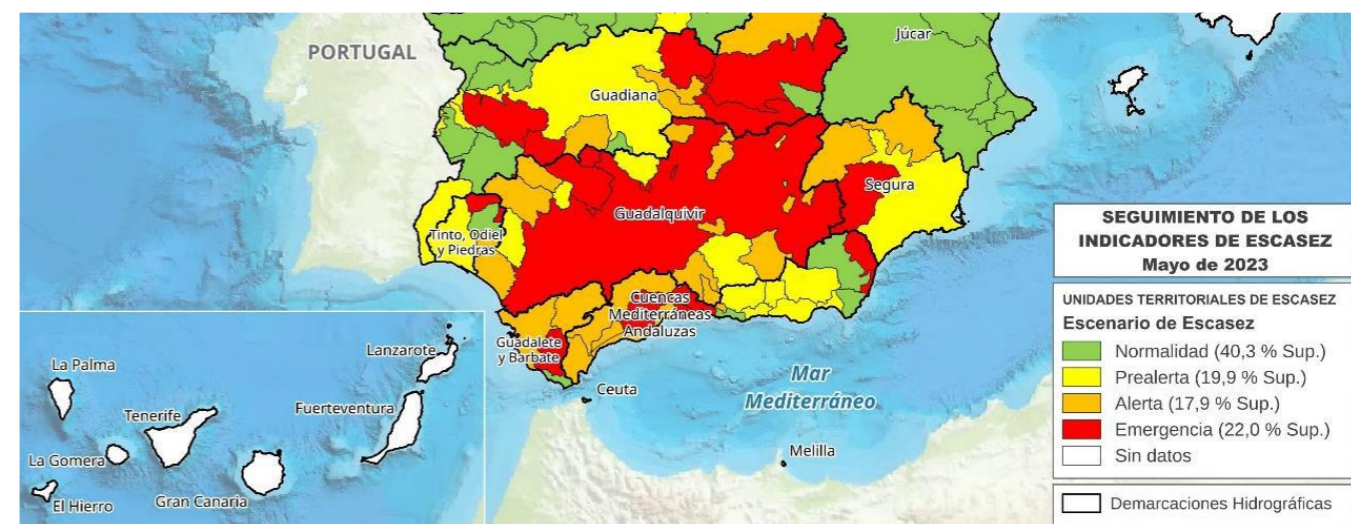 PORTUGAL
Júcar
Guadiana
Segura
Guadalquivir
Tinto, Odiel
y Piedras
Cuencas
Mediterráneas
Andaluzas
Guadalete
y Barbate
Ceuta
Mar
Mediterráneo
Melilla
La Palma
Lanzarote
Tenerife
Fuerteventura
La Gomera
El Hierro
Gran Canaria
SEGUIMIENTO DE LOS
INDICADORES DE ESCASEZ
Mayo de 2023
UNIDADES TERRITORIALES DE ESCASEZ
Escenario de Escasez
Normalidad (40,3 % Sup.)
Prealerta (19,9 % Sup.)
Alerta (17,9 % Sup.)
Emergencia (22,0 % Sup.)
Sin datos
Demarcaciones Hidrográficas